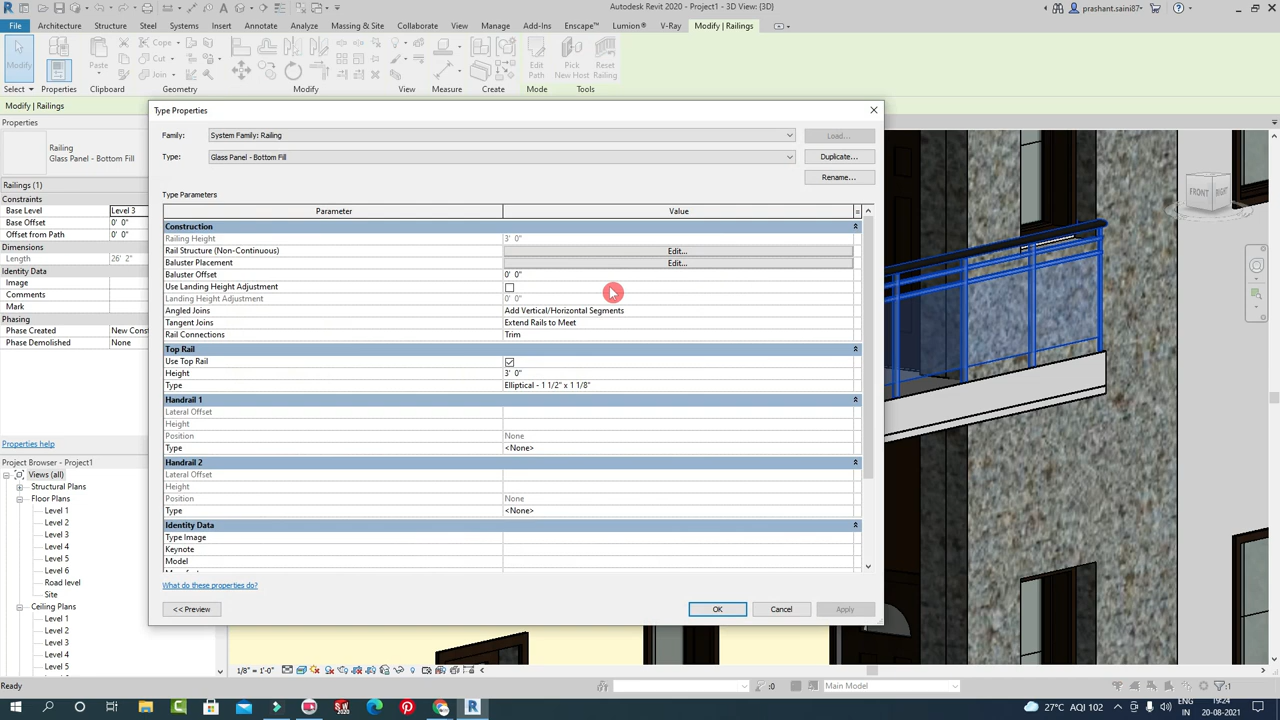 Autodesk Revit 2020 - Project1 - 3D View: {3D}
prashant.saini87
File Architecture Structure Steel Systems Insert Annotate Analyze Massing & Site Collaborate View Manage Add-Ins Enscape™ Lumion® V-Ray Modify | Railings
Cope
Cut
Join
Modify Paste Edit Path Pick New Host Reset Railing
Select Properties Clipboard Geometry Modify View Measure Create Mode Tools
Modify | Railings
Properties
Railing
Glass Panel - Bottom Fill
Railings (1)
Constraints
Base Level Level 3
Base Offset 0' 0"
Offset from Path 0' 0"
Dimensions
Length 26' 2"
Identity Data
Image
Comments
Mark
Phasing
Phase Created New Const
Phase Demolished None
Properties help
Project Browser - Project1
Views (all)
Structural Plans
Floor Plans
Level 1
Level 2
Level 3
Level 4
Level 5
Level 6
Road level
Site
Ceiling Plans
Level 1
Level 2
Level 3
Level 4
Level 5
Type Properties
Family: System Family: Railing Load...
Type: Glass Panel - Bottom Fill Duplicate...
Rename...
Type Parameters
Parameter Value =
Construction
Railing Height 3' 0"
Rail Structure (Non-Continuous) Edit...
Baluster Placement Edit...
Baluster Offset 0' 0"
Use Landing Height Adjustment
Landing Height Adjustment 0' 0"
Angled Joins Add Vertical/Horizontal Segments
Tangent Joins Extend Rails to Meet
Rail Connections Trim
Top Rail
Use Top Rail
Height 3' 0"
Type Elliptical - 1 1/2" x 1 1/8"
Handrail 1
Lateral Offset
Height
Position None
Type <None>
Handrail 2
Lateral Offset
Height
Position None
Type <None>
Identity Data
Type Image
Keynote
Model
What do these properties do?
<< Preview OK Cancel Apply
FRONT RIGHT
1/8" = 1'-0"
Ready :0 Main Model :1
27°C AQI 102 ENG IN 19:24 20-08-2021